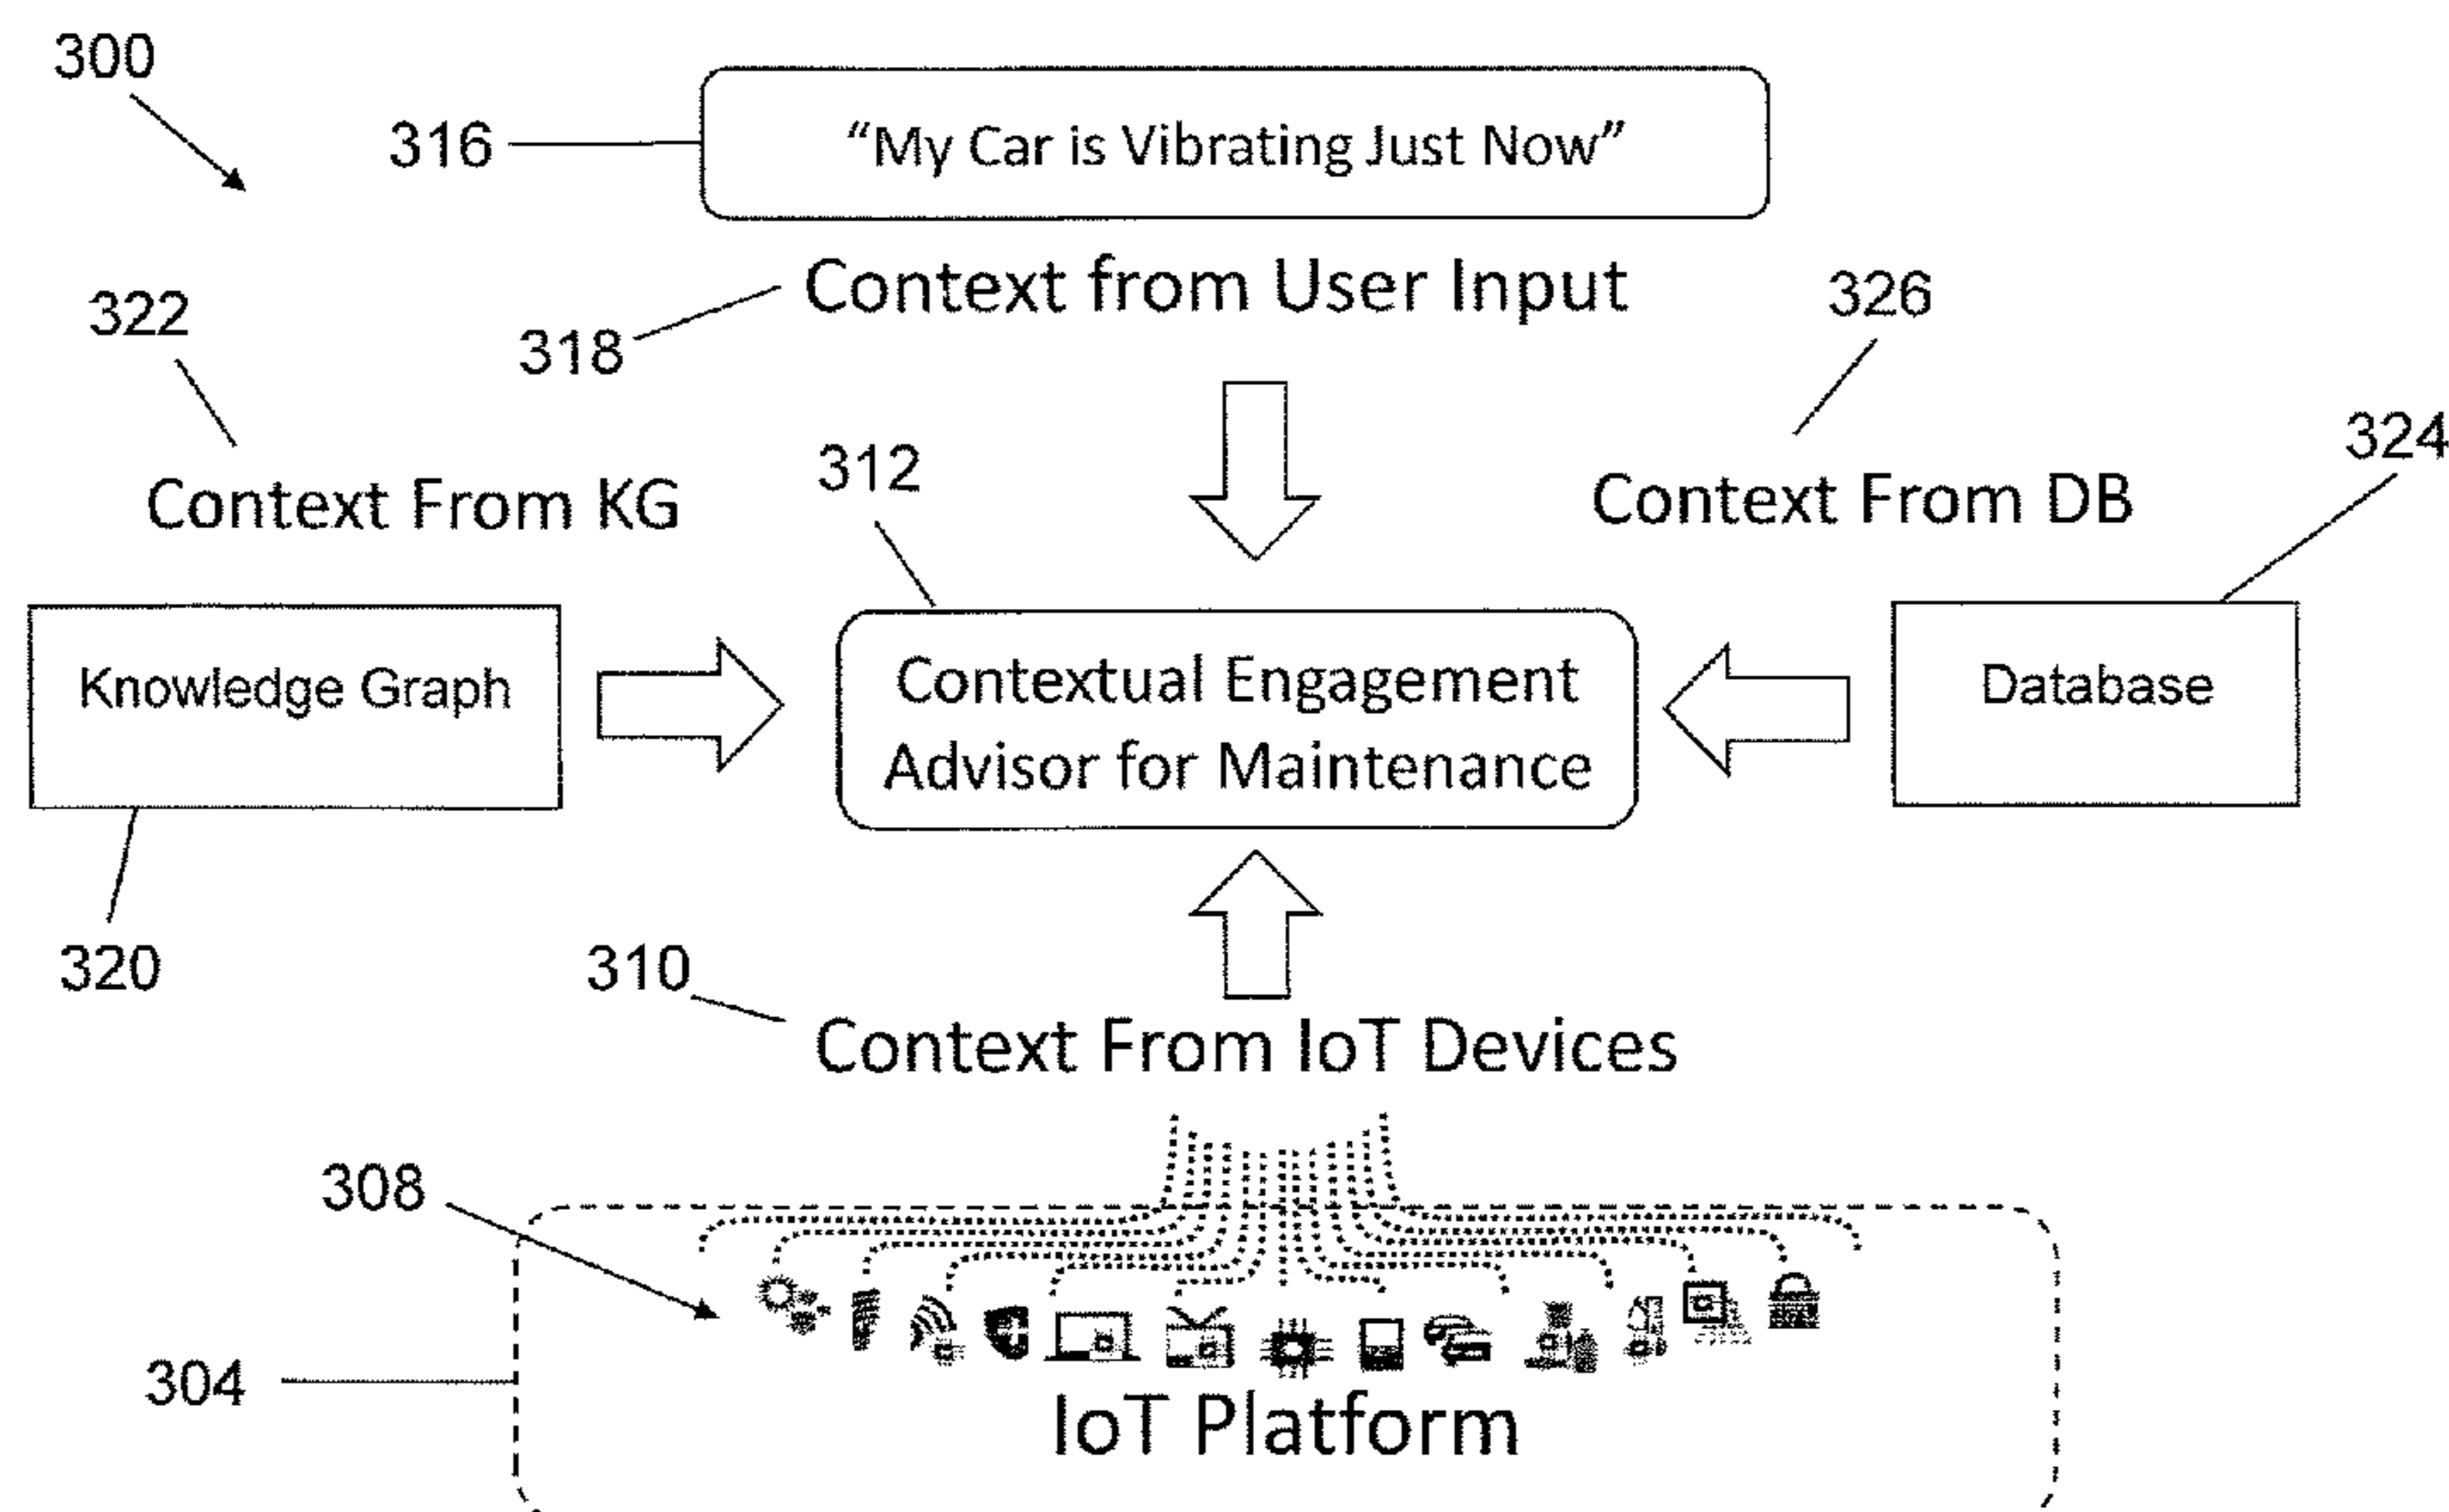 300
316
“My Car is Vibrating Just Now”
318
Context from User Input
322
326
324
Context From KG
312
Context From DB
Knowledge Graph
Contextual Engagement
Advisor for Maintenance
Database
320
310
Context From IoT Devices
308
304
IoT Platform